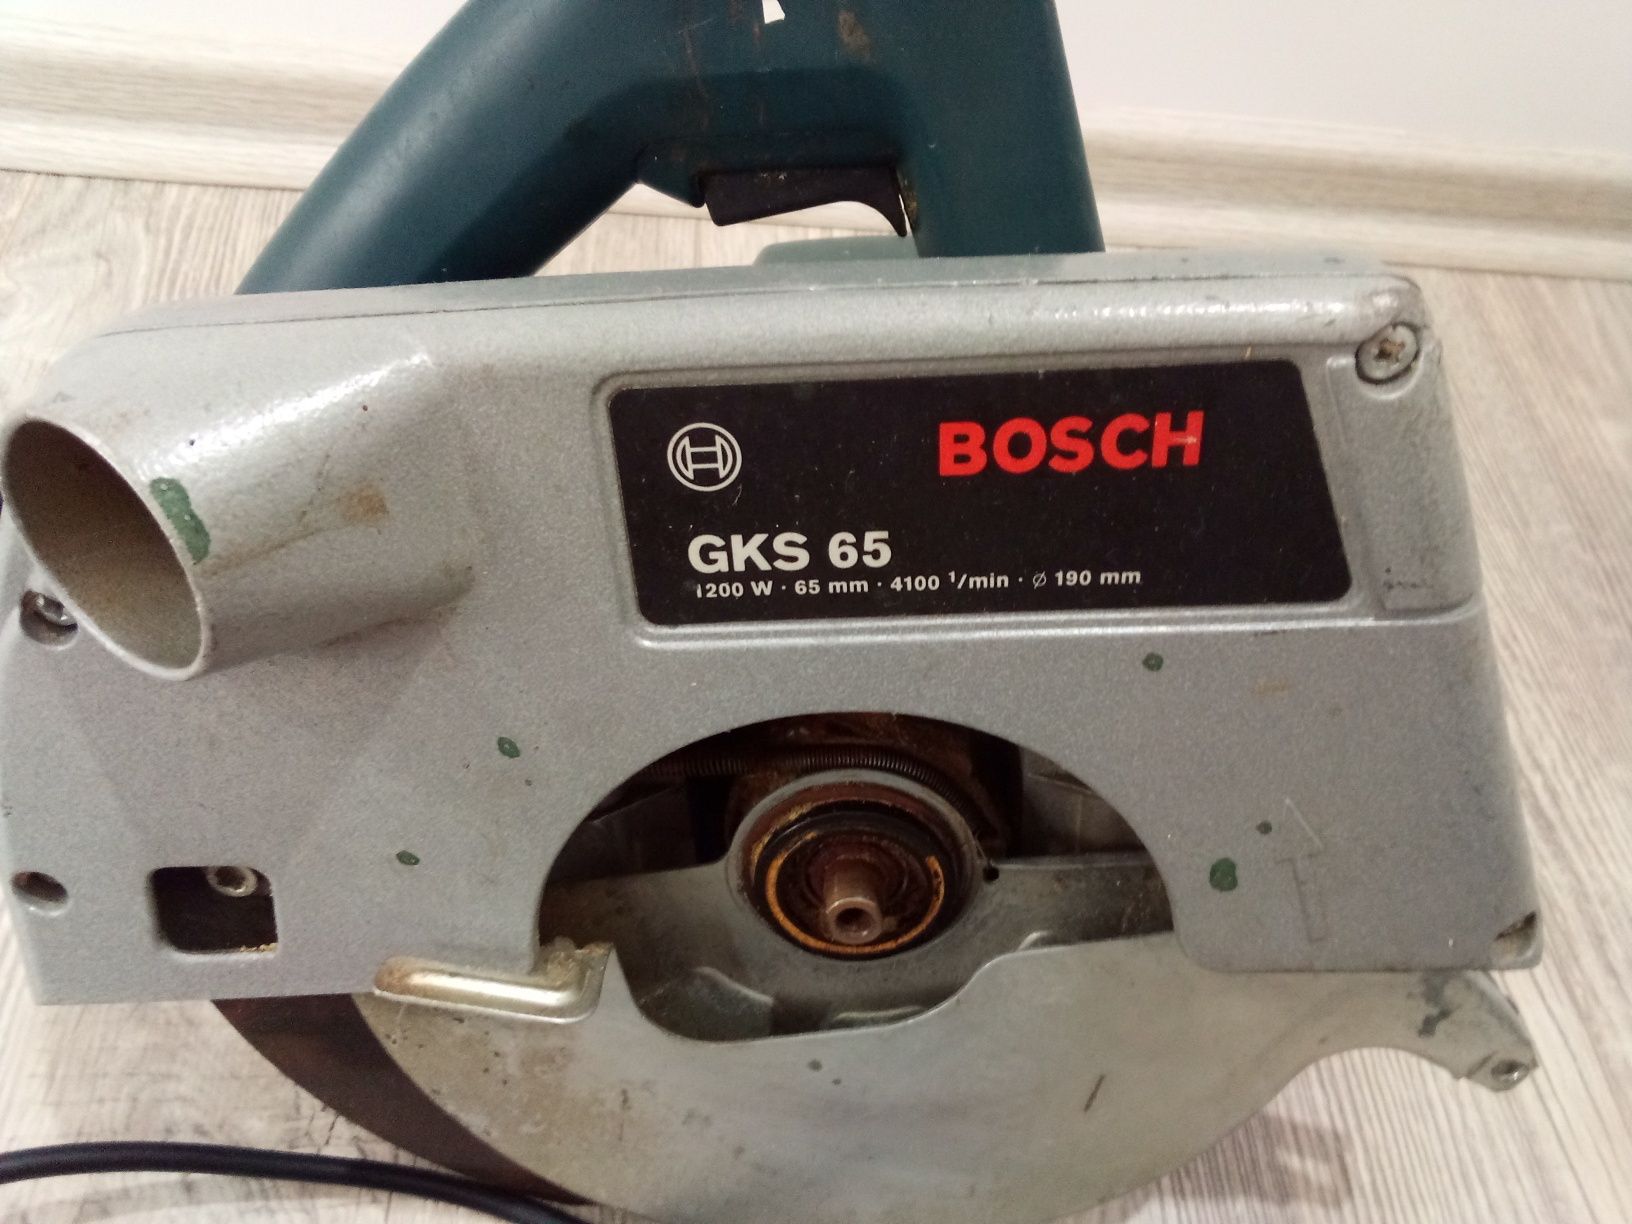 BOSCH
GKS 65
1200 W · 65 mm · 4100 ¹/min · ⌀ 190 mm